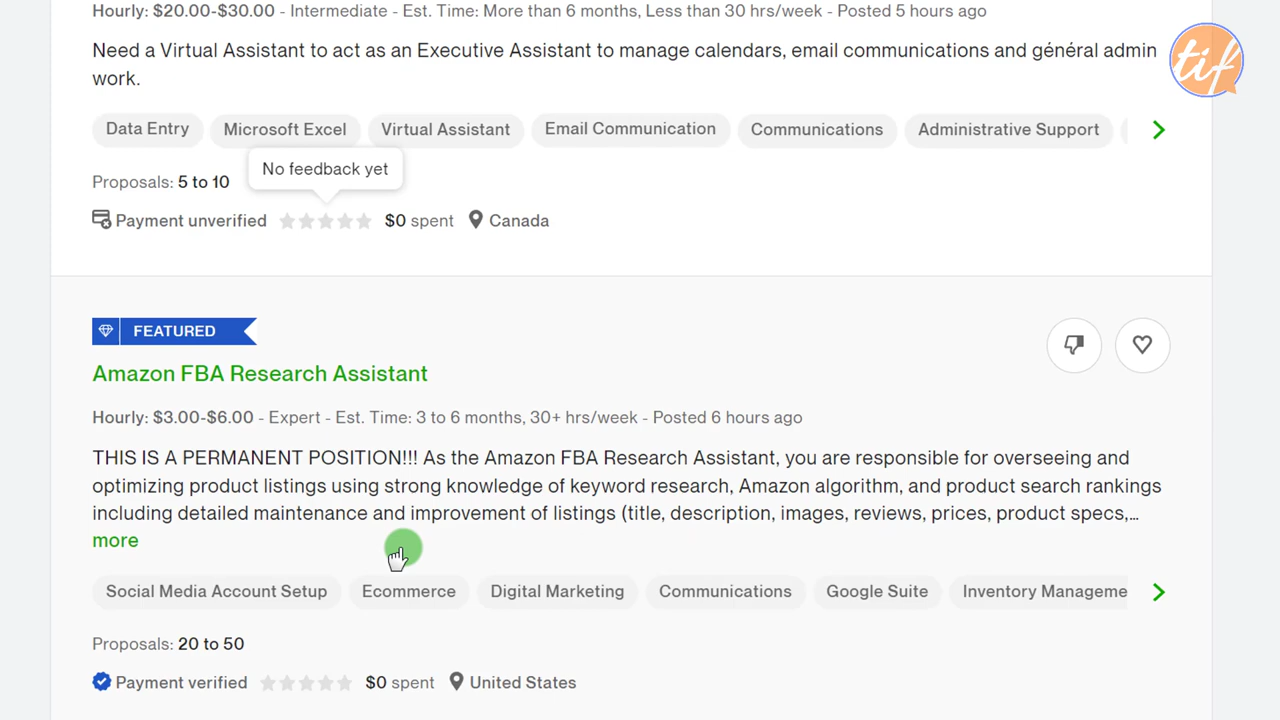 Hourly: $20.00-$30.00 - Intermediate - Est. Time: More than 6 months, Less than 30 hrs/week - Posted 5 hours ago
tif
Need a Virtual Assistant to act as an Executive Assistant to manage calendars, email communications and général admin
work.
Data Entry Microsoft Excel Virtual Assistant Email Communication Communications Administrative Support
No feedback yet
Proposals: 5 to 10
Payment unverified $0 spent Canada
FEATURED
Amazon FBA Research Assistant
Hourly: $3.00-$6.00 - Expert - Est. Time: 3 to 6 months, 30+ hrs/week - Posted 6 hours ago
THIS IS A PERMANENT POSITION!!! As the Amazon FBA Research Assistant, you are responsible for overseeing and
optimizing product listings using strong knowledge of keyword research, Amazon algorithm, and product search rankings
including detailed maintenance and improvement of listings (title, description, images, reviews, prices, product specs,…
more
Social Media Account Setup Ecommerce Digital Marketing Communications Google Suite Inventory Manageme
Proposals: 20 to 50
Payment verified $0 spent United States